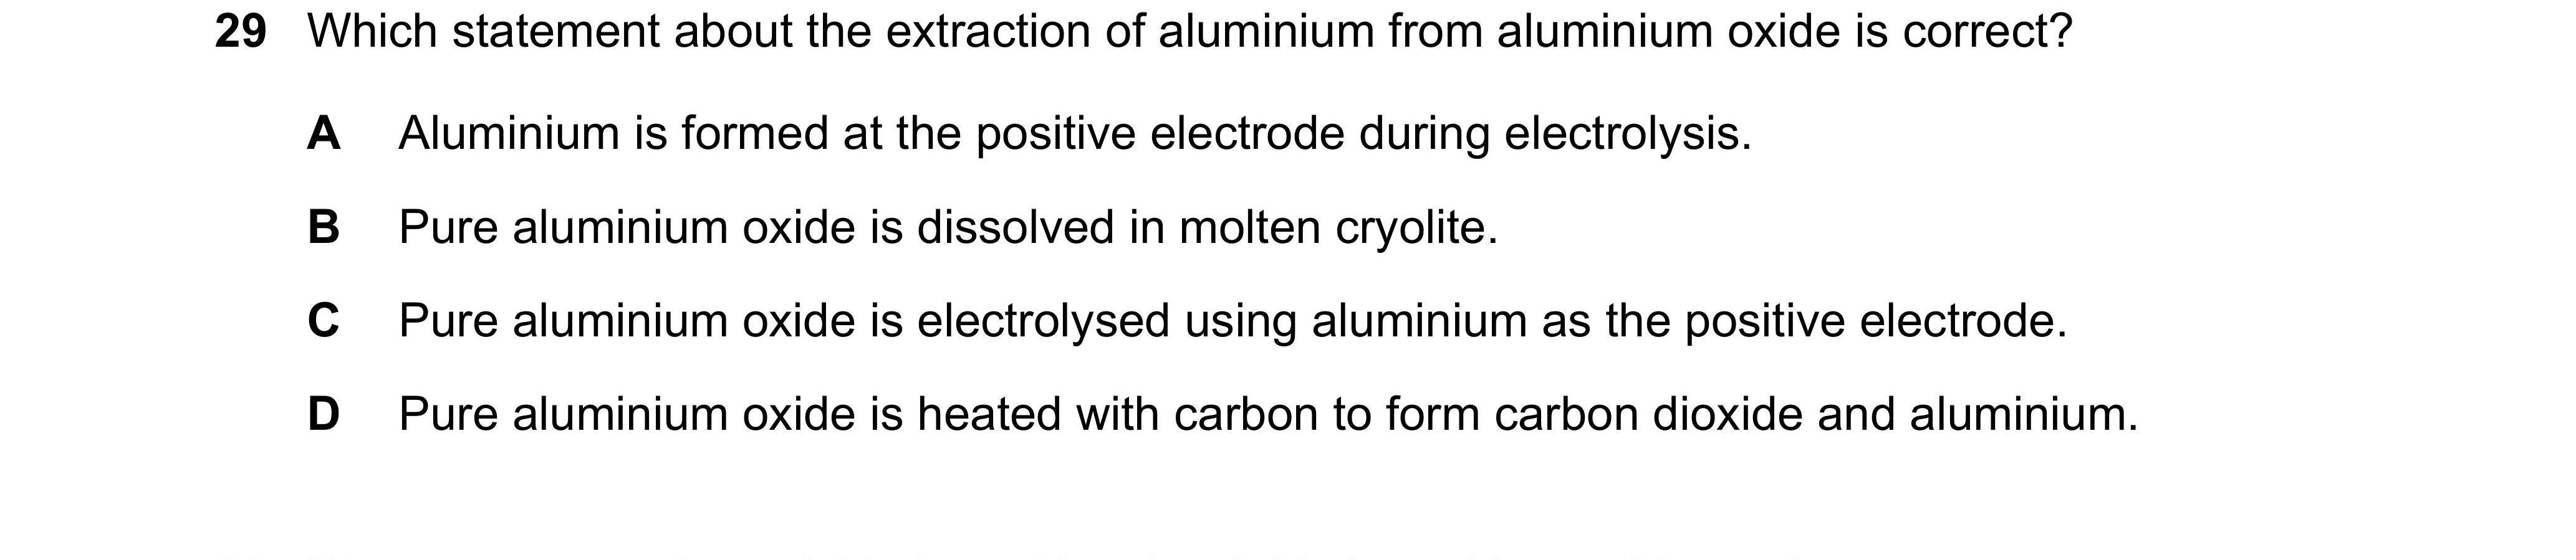 29 Which statement about the extraction of aluminium from aluminium oxide is correct?
A Aluminium is formed at the positive electrode during electrolysis.
B Pure aluminium oxide is dissolved in molten cryolite.
C Pure aluminium oxide is electrolysed using aluminium as the positive electrode.
D Pure aluminium oxide is heated with carbon to form carbon dioxide and aluminium.